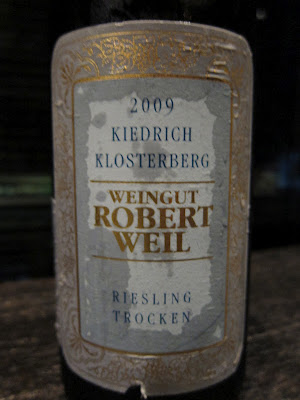 2009
KIEDRICH
KLOSTERBERG
WEINGUT
ROBERT
WEIL
RIESLING
TROCKEN